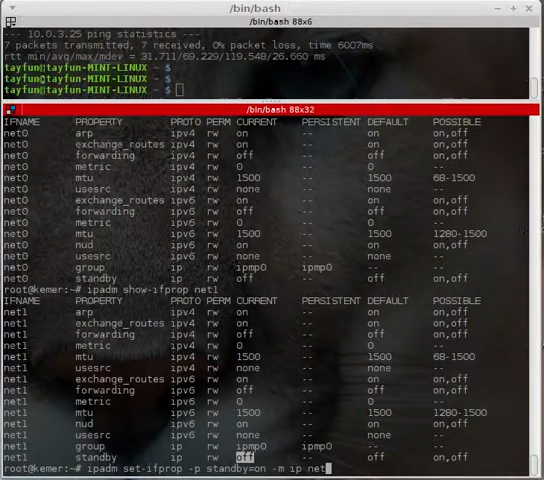 /bin/bash
/bin/bash 88x6
--- 10.0.3.25 ping statistics ---
7 packets transmitted, 7 received, 0% packet loss, time 6007ms
rtt min/avg/max/mdev = 31.711/69.229/119.548/26.660 ms
tayfun@tayfun-MINT-LINUX ~ $
tayfun@tayfun-MINT-LINUX ~ $
tayfun@tayfun-MINT-LINUX ~ $
/bin/bash 88x32
IFNAME PROPERTY PROTO PERM CURRENT PERSISTENT DEFAULT POSSIBLE
net0 arp ipv4 rw on -- on on,off
net0 exchange_routes ipv4 rw on -- on on,off
net0 forwarding ipv4 rw off -- off on,off
net0 metric ipv4 rw 0 -- 0 --
net0 mtu ipv4 rw 1500 -- 1500 68-1500
net0 usesrc ipv4 rw none -- none --
net0 exchange_routes ipv6 rw on -- on on,off
net0 forwarding ipv6 rw off -- off on,off
net0 metric ipv6 rw 0 -- 0 --
net0 mtu ipv6 rw 1500 -- 1500 1280-1500
net0 nud ipv6 rw on -- on on,off
net0 usesrc ipv6 rw none -- none --
net0 group ip rw ipmp0 ipmp0 -- --
net0 standby ip rw off -- off on,off
root@kemer:~# ipadm show-ifprop net1
IFNAME PROPERTY PROTO PERM CURRENT PERSISTENT DEFAULT POSSIBLE
net1 arp ipv4 rw on -- on on,off
net1 exchange_routes ipv4 rw on -- on on,off
net1 forwarding ipv4 rw off -- off on,off
net1 metric ipv4 rw 0 -- 0 --
net1 mtu ipv4 rw 1500 -- 1500 68-1500
net1 usesrc ipv4 rw none -- none --
net1 exchange_routes ipv6 rw on -- on on,off
net1 forwarding ipv6 rw off -- off on,off
net1 metric ipv6 rw 0 -- 0 --
net1 mtu ipv6 rw 1500 -- 1500 1280-1500
net1 nud ipv6 rw on -- on on,off
net1 usesrc ipv6 rw none -- none --
net1 group ip rw ipmp0 ipmp0 -- --
net1 standby ip rw off -- off on,off
root@kemer:~# ipadm set-ifprop -p standby=on -m ip net